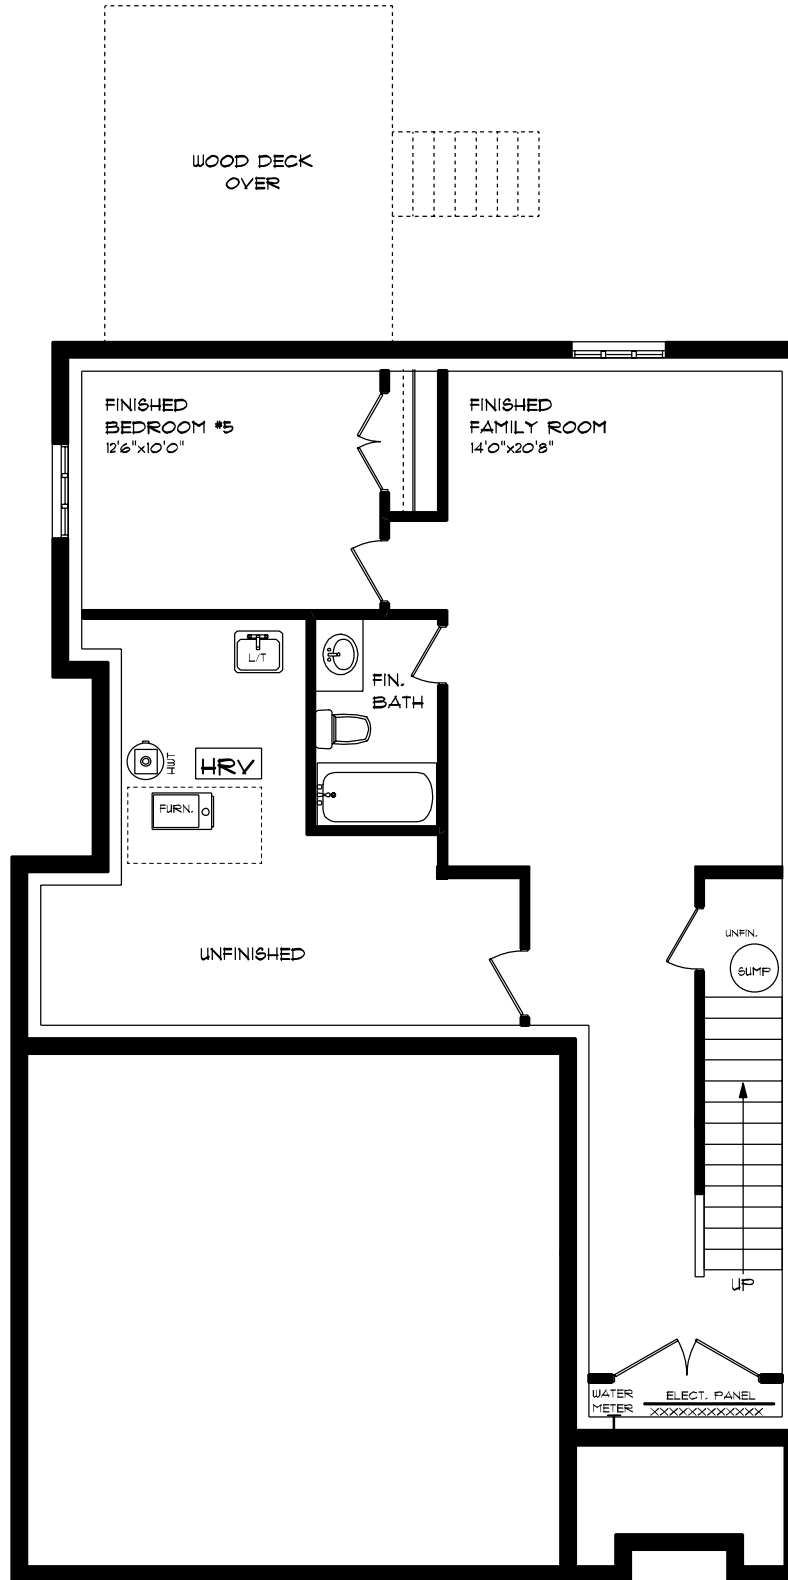 WOOD DECK
OVER
FINISHED
BEDROOM #5
12'6"x10'0"
FINISHED
FAMILY ROOM
14'0"x20'8"
L/T
FIN.
BATH
HWT
HRV
FURN.
UNFINISHED
UNFIN.
SUMP
UP
WATER
METER
ELECT. PANEL
XXXXXXXXXXXX